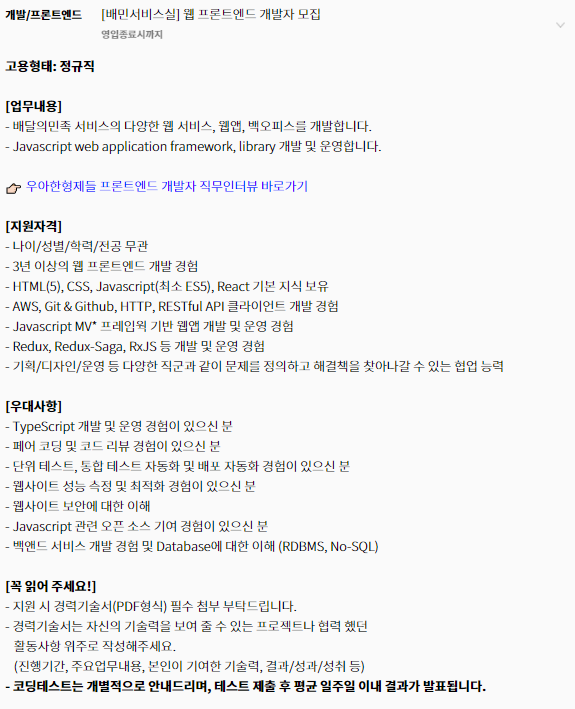 개발/프론트엔드 [배민서비스실] 웹 프론트엔드 개발자 모집
영입종료시까지
고용형태: 정규직
[업무내용]
- 배달의민족 서비스의 다양한 웹 서비스, 웹앱, 백오피스를 개발합니다.
- Javascript web application framework, library 개발 및 운영합니다.
우아한형제들 프론트엔드 개발자 직무인터뷰 바로가기
[지원자격]
- 나이/성별/학력/전공 무관
- 3년 이상의 웹 프론트엔드 개발 경험
- HTML(5), CSS, Javascript(최소 ES5), React 기본 지식 보유
- AWS, Git & Github, HTTP, RESTful API 클라이언트 개발 경험
- Javascript MV* 프레임웍 기반 웹앱 개발 및 운영 경험
- Redux, Redux-Saga, RxJS 등 개발 및 운영 경험
- 기획/디자인/운영 등 다양한 직군과 같이 문제를 정의하고 해결책을 찾아나갈 수 있는 협업 능력
[우대사항]
- TypeScript 개발 및 운영 경험이 있으신 분
- 페어 코딩 및 코드 리뷰 경험이 있으신 분
- 단위 테스트, 통합 테스트 자동화 및 배포 자동화 경험이 있으신 분
- 웹사이트 성능 측정 및 최적화 경험이 있으신 분
- 웹사이트 보안에 대한 이해
- Javascript 관련 오픈 소스 기여 경험이 있으신 분
- 백앤드 서비스 개발 경험 및 Database에 대한 이해 (RDBMS, No-SQL)
[꼭 읽어 주세요!]
- 지원 시 경력기술서(PDF형식) 필수 첨부 부탁드립니다.
- 경력기술서는 자신의 기술력을 보여 줄 수 있는 프로젝트나 협력 했던
활동사항 위주로 작성해주세요.
(진행기간, 주요업무내용, 본인이 기여한 기술력, 결과/성과/성취 등)
- 코딩테스트는 개별적으로 안내드리며, 테스트 제출 후 평균 일주일 이내 결과가 발표됩니다.